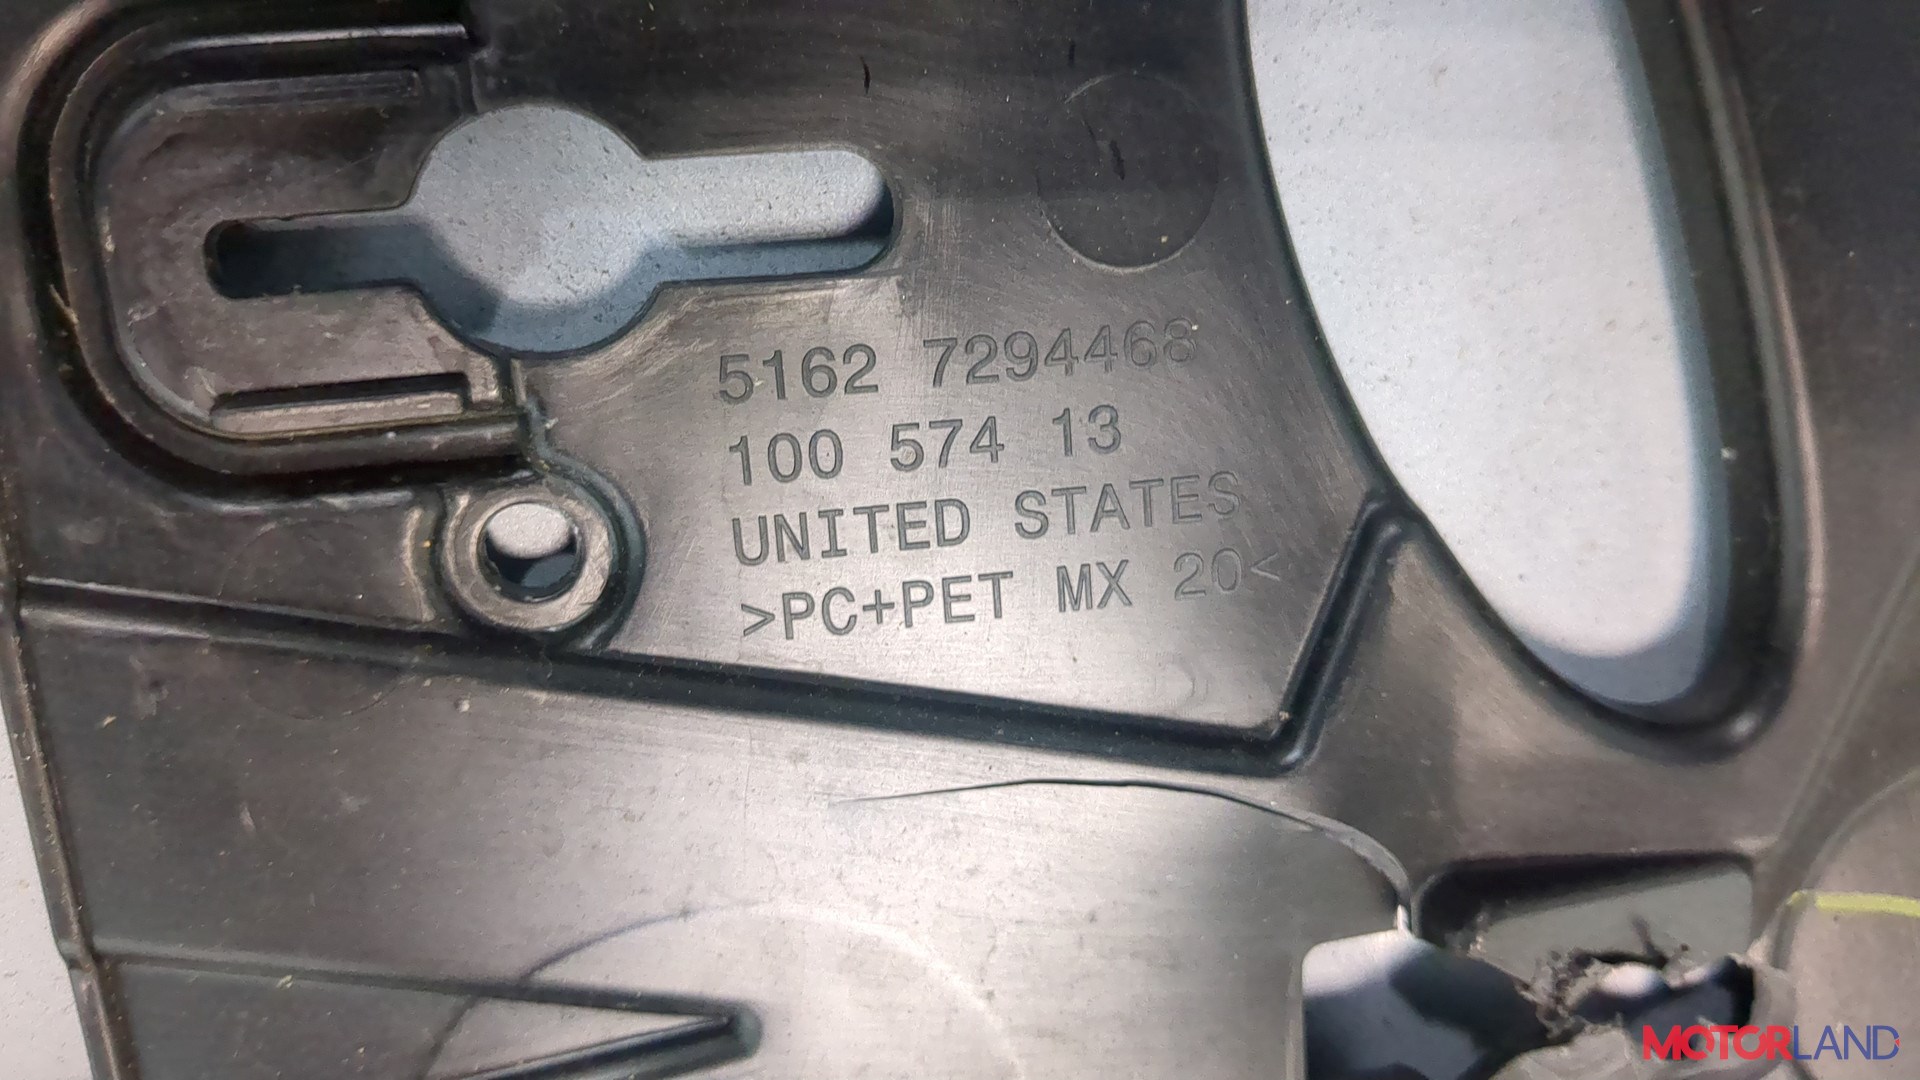 5162 7294468
100 574 13
UNITED STATES
>PC+PET MX 20<
MOTORLAND